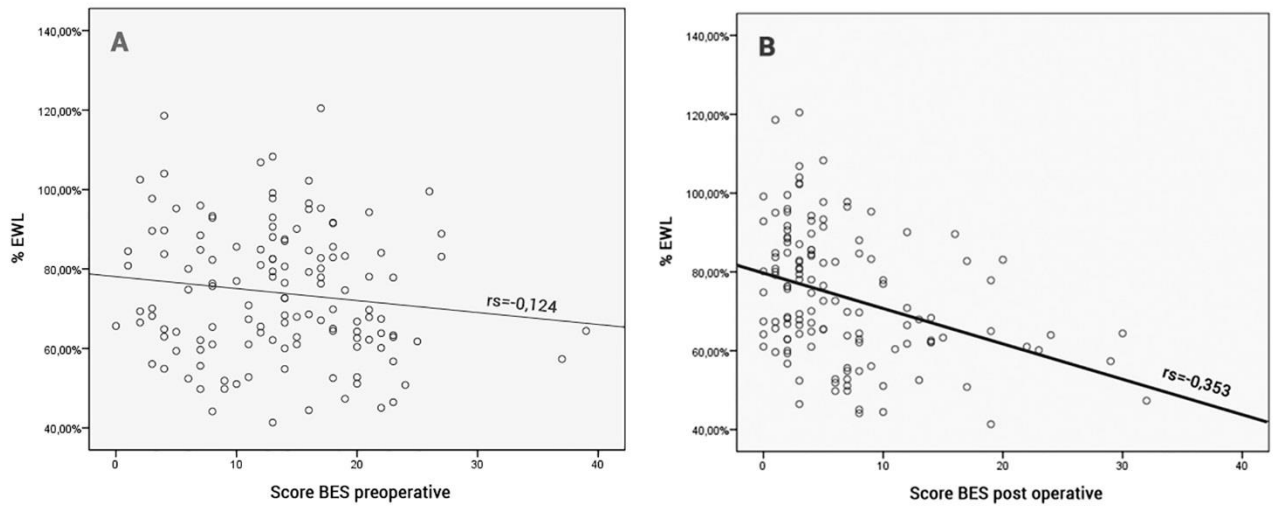 A
% EWL
140,00%
120,00%
100,00%
80,00%
60,00%
40,00%
rs=-0,124
0 10 20 30 40
Score BES preoperative
B
% EWL
140,00%
120,00%
100,00%
80,00%
60,00%
40,00%
rs=-0,353
0 10 20 30 40
Score BES post operative